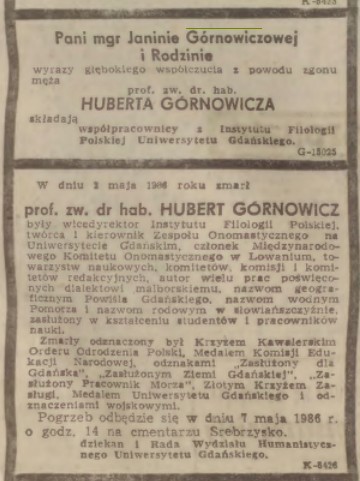 K-8423
Pani mgr Janinie Górnowiczowej
i Rodzinie
wyrazy głębokiego współczucia z powodu zgonu
męża
prof. zw. dr. hab.
HUBERTA GÓRNOWICZA
składają
współpracownicy z Instytutu Filologii
Polskiej Uniwersytetu Gdańskiego.
G-15025
W dniu 2 maja 1986 roku zmarł
prof. zw. dr hab. HUBERT GÓRNOWICZ
były wicedyrektor Instytutu Filologii Polskiej,
twórca i kierownik Zespołu Onomastycznego na
Uniwersytecie Gdańskim, członek Międzynarodo-
wego Komitetu Onomastycznego w Lowanium, to-
warzystw naukowych, komitetów, komisji i komi-
tetów redakcyjnych, autor wielu prac poświęco-
nych dialektowi malborskiemu, nazwom geogra-
ficznym Powiśla Gdańskiego, nazwom wodnym
Pomorza i nazwom rodowym w słowiańszczyźnie,
zasłużony w kształceniu studentów i pracowników
nauki.
Zmarły odznaczony był Krzyżem Kawalerskim
Orderu Odrodzenia Polski, Medalem Komisji Edu-
kacji Narodowej, odznakami „Zasłużony dla
Gdańska", „Zasłużonym Ziemi Gdańskiej", „Za-
służony Pracownik Morza", Złotym Krzyżem Za-
sługi, Medalem Uniwersytetu Gdańskiego i od-
znaczeniami wojskowymi.
Pogrzeb odbędzie się w dniu 7 maja 1986 r.
o godz. 14 na cmentarzu Srebrzysko.
dziekan i Rada Wydziału Humanistycz-
nego Uniwersytetu Gdańskiego.
K-8426